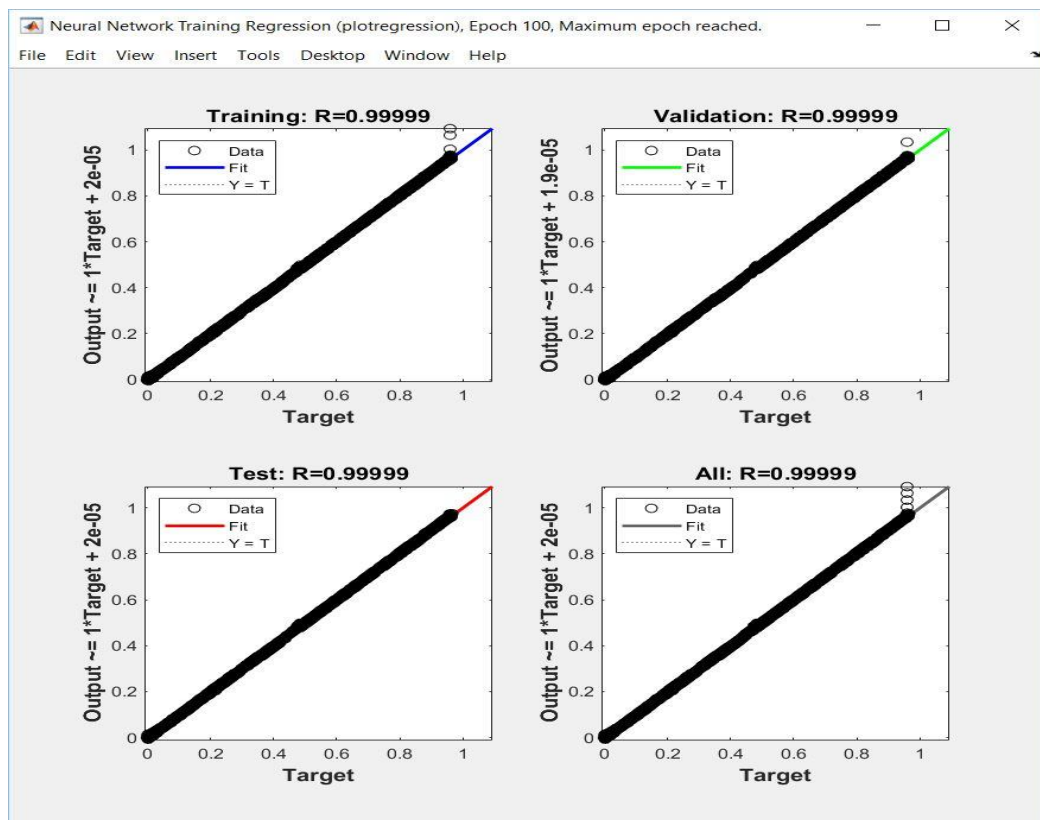 Neural Network Training Regression (plotregression), Epoch 100, Maximum epoch reached.
File Edit View Insert Tools Desktop Window Help
Training: R=0.99999
Output ~= 1*Target + 2e-05
Data
Fit
Y = T
1
0.8
0.6
0.4
0.2
0
0 0.2 0.4 0.6 0.8 1
Target
Validation: R=0.99999
Output ~= 1*Target + 1.9e-05
Data
Fit
Y = T
1
0.8
0.6
0.4
0.2
0
0 0.2 0.4 0.6 0.8 1
Target
Test: R=0.99999
Output ~= 1*Target + 2e-05
Data
Fit
Y = T
1
0.8
0.6
0.4
0.2
0
0 0.2 0.4 0.6 0.8 1
Target
All: R=0.99999
Output ~= 1*Target + 2e-05
Data
Fit
Y = T
1
0.8
0.6
0.4
0.2
0
0 0.2 0.4 0.6 0.8 1
Target